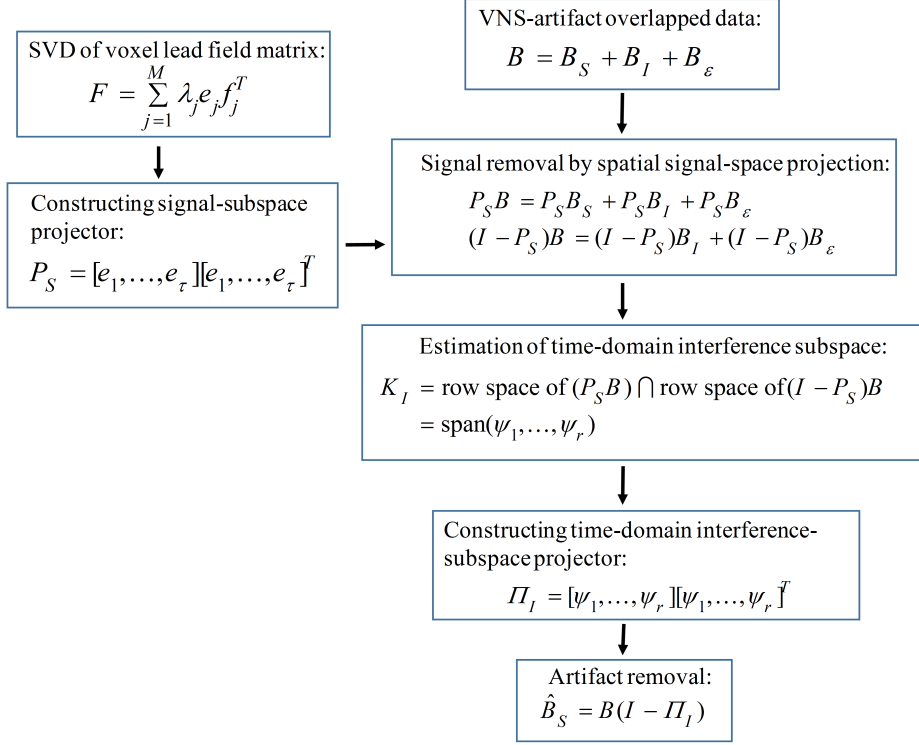 SVD of voxel lead field matrix:
F = \sum_{j=1}^{M} λ_j e_j f_j^T
Constructing signal-subspace
projector:
P_S = [e_1,…,e_τ][e_1,…,e_τ]^T
VNS-artifact overlapped data:
B = B_S + B_I + B_ε
Signal removal by spatial signal-space projection:
P_S B = P_S B_S + P_S B_I + P_S B_ε
(I − P_S)B = (I − P_S)B_I + (I − P_S)B_ε
Estimation of time-domain interference subspace:
K_I = row space of (P_S B) ⋂ row space of(I − P_S)B
= span(ψ_1,…,ψ_r)
Constructing time-domain interference-
subspace projector:
Π_I = [ψ_1,…,ψ_r][ψ_1,…,ψ_r]^T
Artifact removal:
B̂_S = B(I − Π_I)